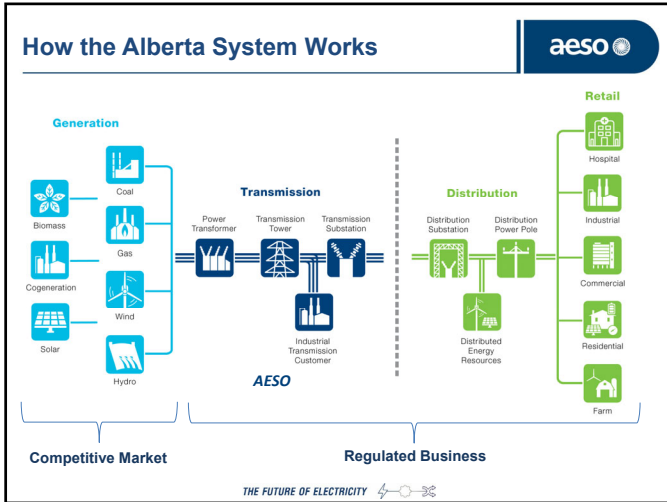 How the Alberta System Works
aeso
Generation
Coal
Biomass
Gas
Cogeneration
Wind
Solar
Hydro
Transmission
Power
Transformer
Transmission
Tower
Transmission
Substation
Industrial
Transmission
Customer
AESO
Distribution
Distribution
Substation
Distribution
Power Pole
Distributed
Energy
Resources
Retail
Hospital
Industrial
Commercial
Residential
Farm
Competitive Market
Regulated Business
THE FUTURE OF ELECTRICITY